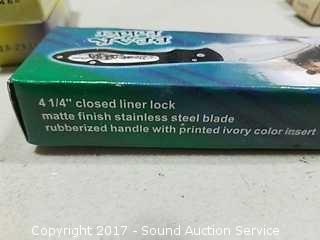 BEAR
4 1/4" closed liner lock
matte finish stainless steel blade
rubberized handle with printed ivory color insert
Copyright 2017 - Sound Auction Service